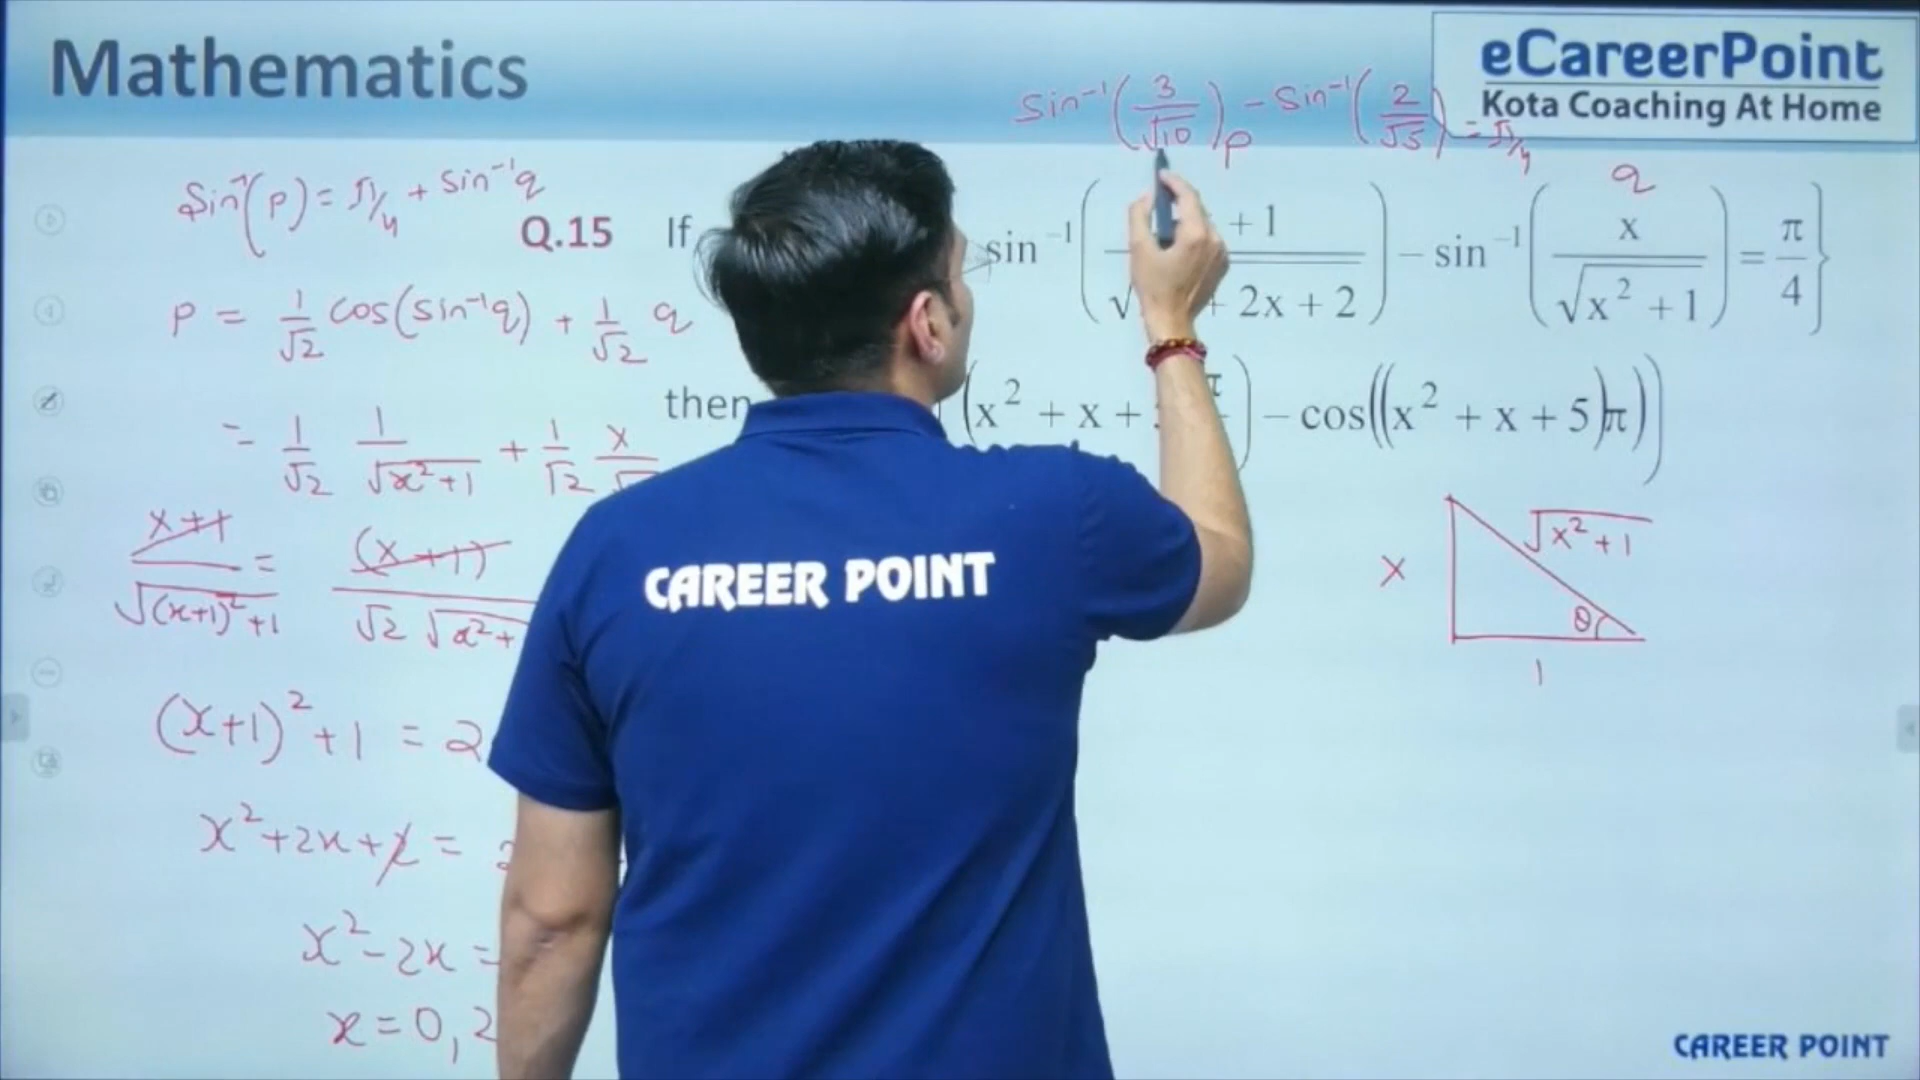 Mathematics
eCareerPoint
Kota Coaching At Home
sin⁻¹(3/√10) - sin⁻¹(2/√5) = π/4
p
q
sin⁻¹(p) = π/4 + sin⁻¹q
Q.15 If sin⁻¹( + 1 / √ + 2x + 2) − sin⁻¹(x / √x² + 1) = π/4}
p = 1/√2 cos(sin⁻¹q) + 1/√2 q
then (x² + x + ) − cos((x² + x + 5)π))
= 1/√2 1/√x²+1 + 1/√2 x/√
x+1 / √(x+1)²+1 = (x+1) / √2 √x²+
x
√x²+1
θ
1
(x+1)² + 1 = 2
x² + 2x + 2 = 2
x² - 2x =
x = 0, 2
CAREER POINT
CAREER POINT